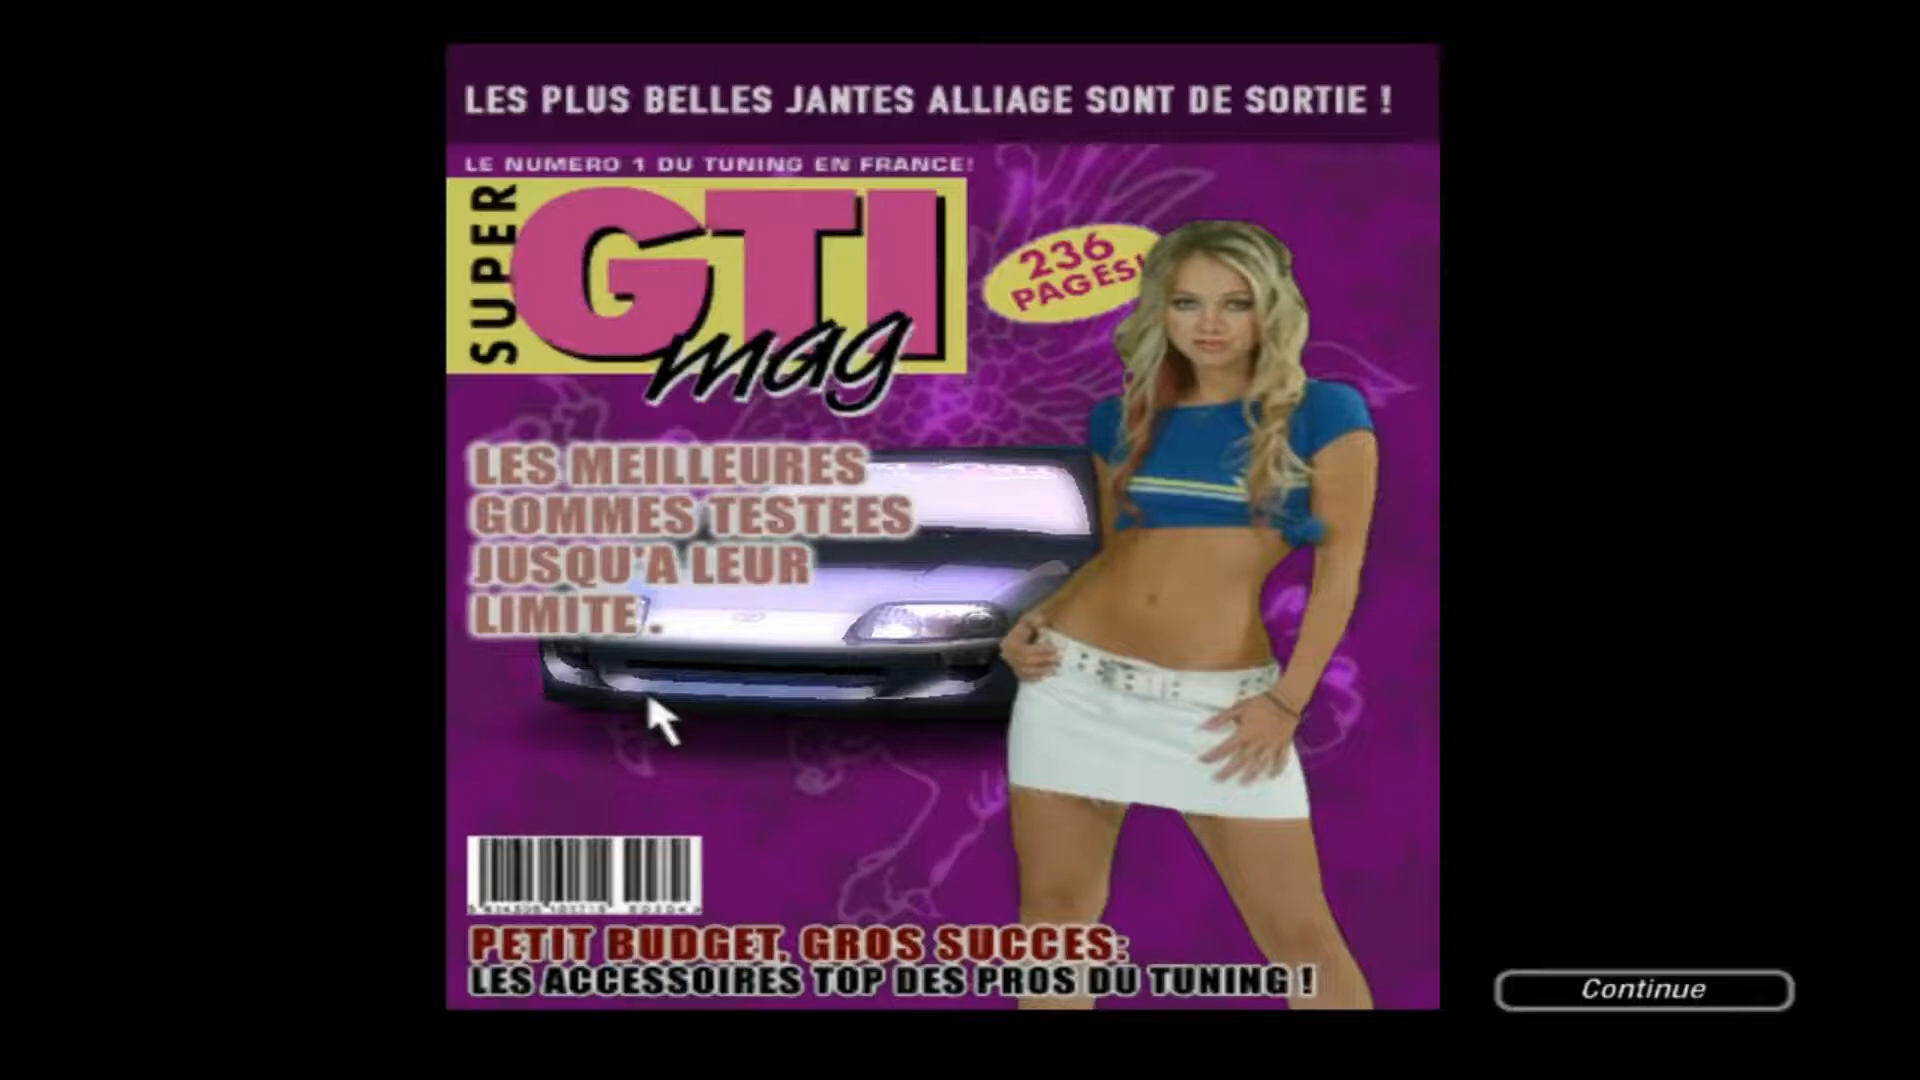 LES PLUS BELLES JANTES ALLIAGE SONT DE SORTIE !
LE NUMERO 1 DU TUNING EN FRANCE!
SUPER
GTI
mag
236
PAGES!
LES MEILLEURES
GOMMES TESTEES
JUSQU'A LEUR
LIMITE .
PETIT BUDGET, GROS SUCCES:
LES ACCESSOIRES TOP DES PROS DU TUNING !
Continue